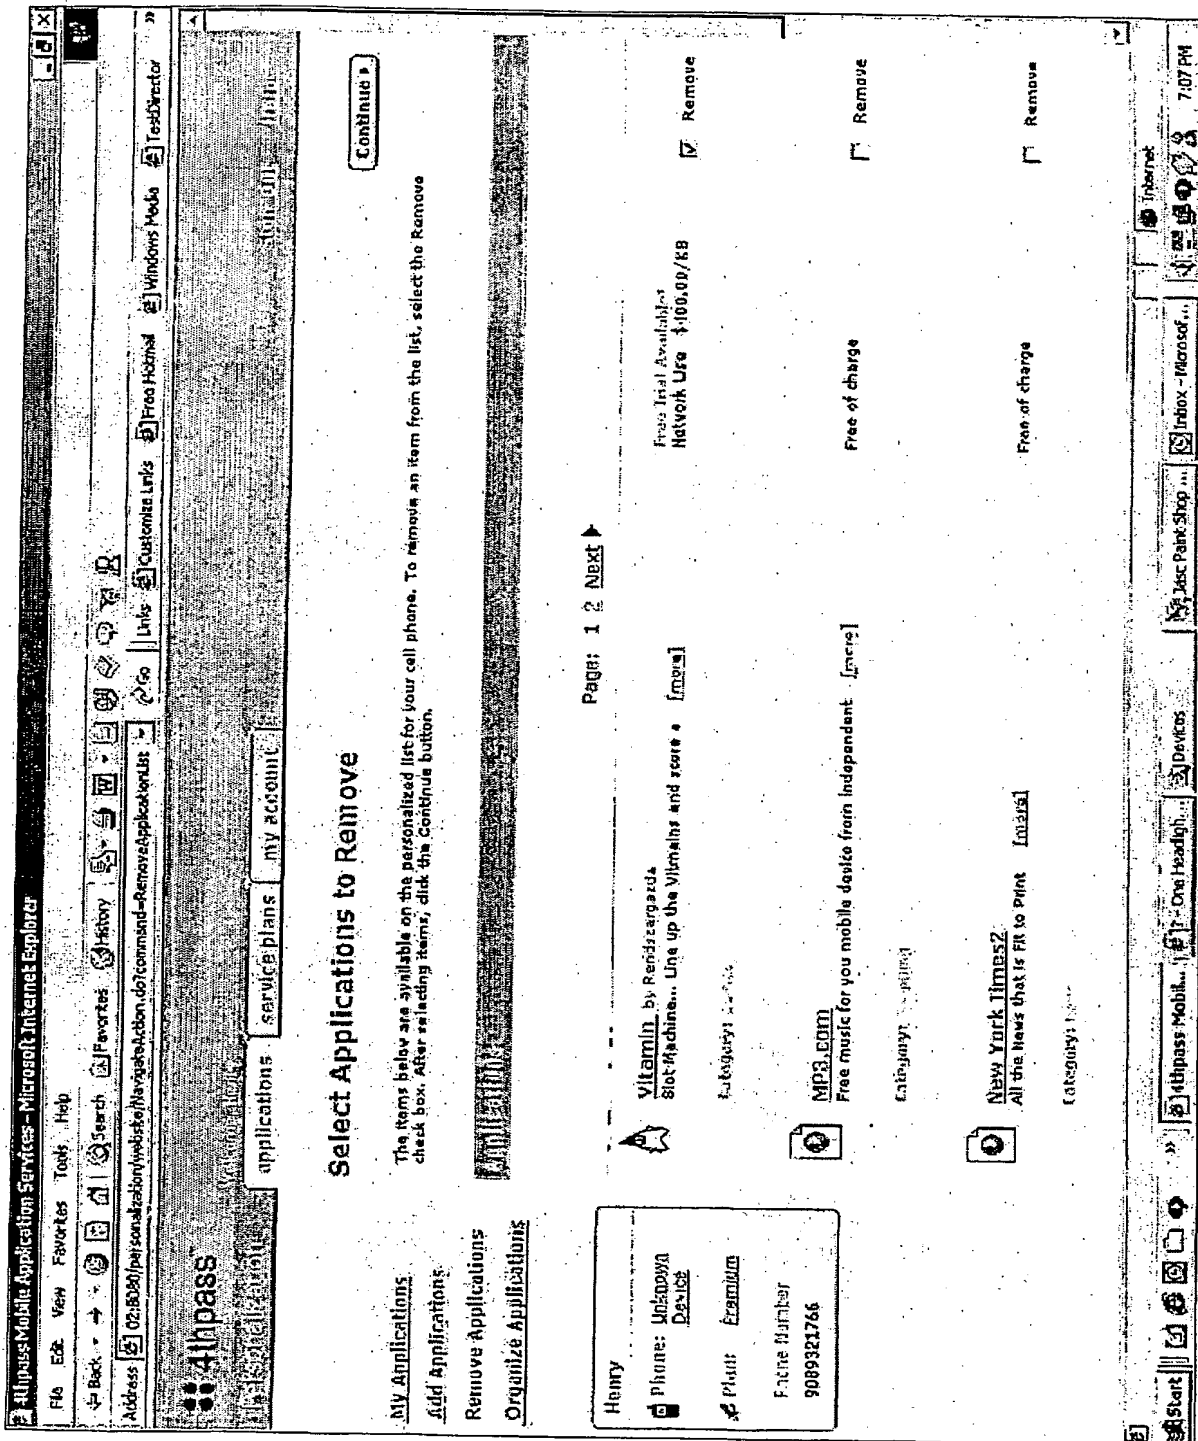 4thpass Mobile Application Services - Microsoft Internet Explorer
File Edit View Favorites Tools Help
Back Search Favorites History
Address 02:8080/personalization/website/NavigateAction.do?command=RemoveApplicationList Go Links Customize Links Free Hotmail Windows Media TestDirector
4thpass
applications service plans my account
My Applications
Add Applications
Remove Applications
Organize Applications
Henry
Phone: Unknown Device
Plan: Premium
Phone Number
9089321766
Select Applications to Remove
Continue
The items below are available on the personalized list for your cell phone. To remove an item from the list, select the Remove
check box. After selecting items, click the Continue button.
Page: 1 2 Next
Vitamin by Rendszergazda
Slot-Machine... Line up the Vitmains and score a [more]
Category:
Free Trial Available!
Network Use $100.00/KB
Remove
MP3.com
Free music for you mobile device from independent [more]
Category:
Free of charge
Remove
New York Times2
All the News that is Fit to Print [more]
Category:
Free of charge
Remove
Internet
Start 4thpass Mobil... ? - One Headligh... Devices Jasc Paint Shop ... Inbox - Microsof... 7:07 PM